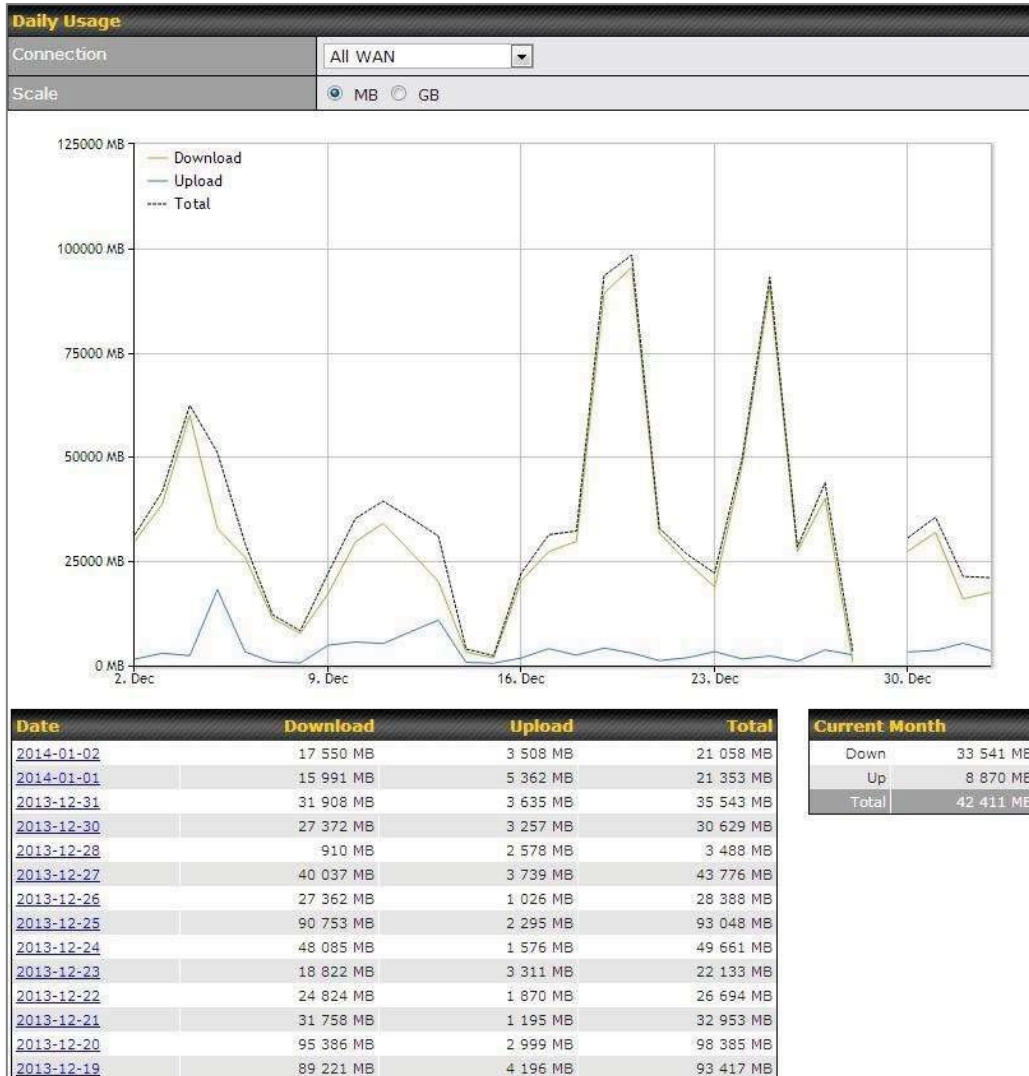 Daily Usage
Connection All WAN
Scale MB GB
125000 MB
Download
Upload
Total
100000 MB
75000 MB
50000 MB
25000 MB
0 MB
2. Dec 9. Dec 16. Dec 23. Dec 30. Dec
Date Download Upload Total
2014-01-02 17 550 MB 3 508 MB 21 058 MB
2014-01-01 15 991 MB 5 362 MB 21 353 MB
2013-12-31 31 908 MB 3 635 MB 35 543 MB
2013-12-30 27 372 MB 3 257 MB 30 629 MB
2013-12-28 910 MB 2 578 MB 3 488 MB
2013-12-27 40 037 MB 3 739 MB 43 776 MB
2013-12-26 27 362 MB 1 026 MB 28 388 MB
2013-12-25 90 753 MB 2 295 MB 93 048 MB
2013-12-24 48 085 MB 1 576 MB 49 661 MB
2013-12-23 18 822 MB 3 311 MB 22 133 MB
2013-12-22 24 824 MB 1 870 MB 26 694 MB
2013-12-21 31 758 MB 1 195 MB 32 953 MB
2013-12-20 95 386 MB 2 999 MB 98 385 MB
2013-12-19 89 221 MB 4 196 MB 93 417 MB
Current Month
Down 33 541 MB
Up 8 870 MB
Total 42 411 MB